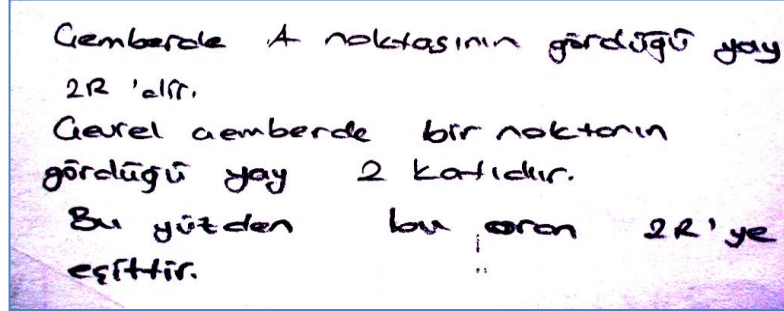 Çemberde A noktasının gördüğü yay
2R 'dir.
Çevrel çemberde bir noktanın
gördüğü yay 2 katıdır.
Bu yüzden bu oran 2R'ye
eşittir.